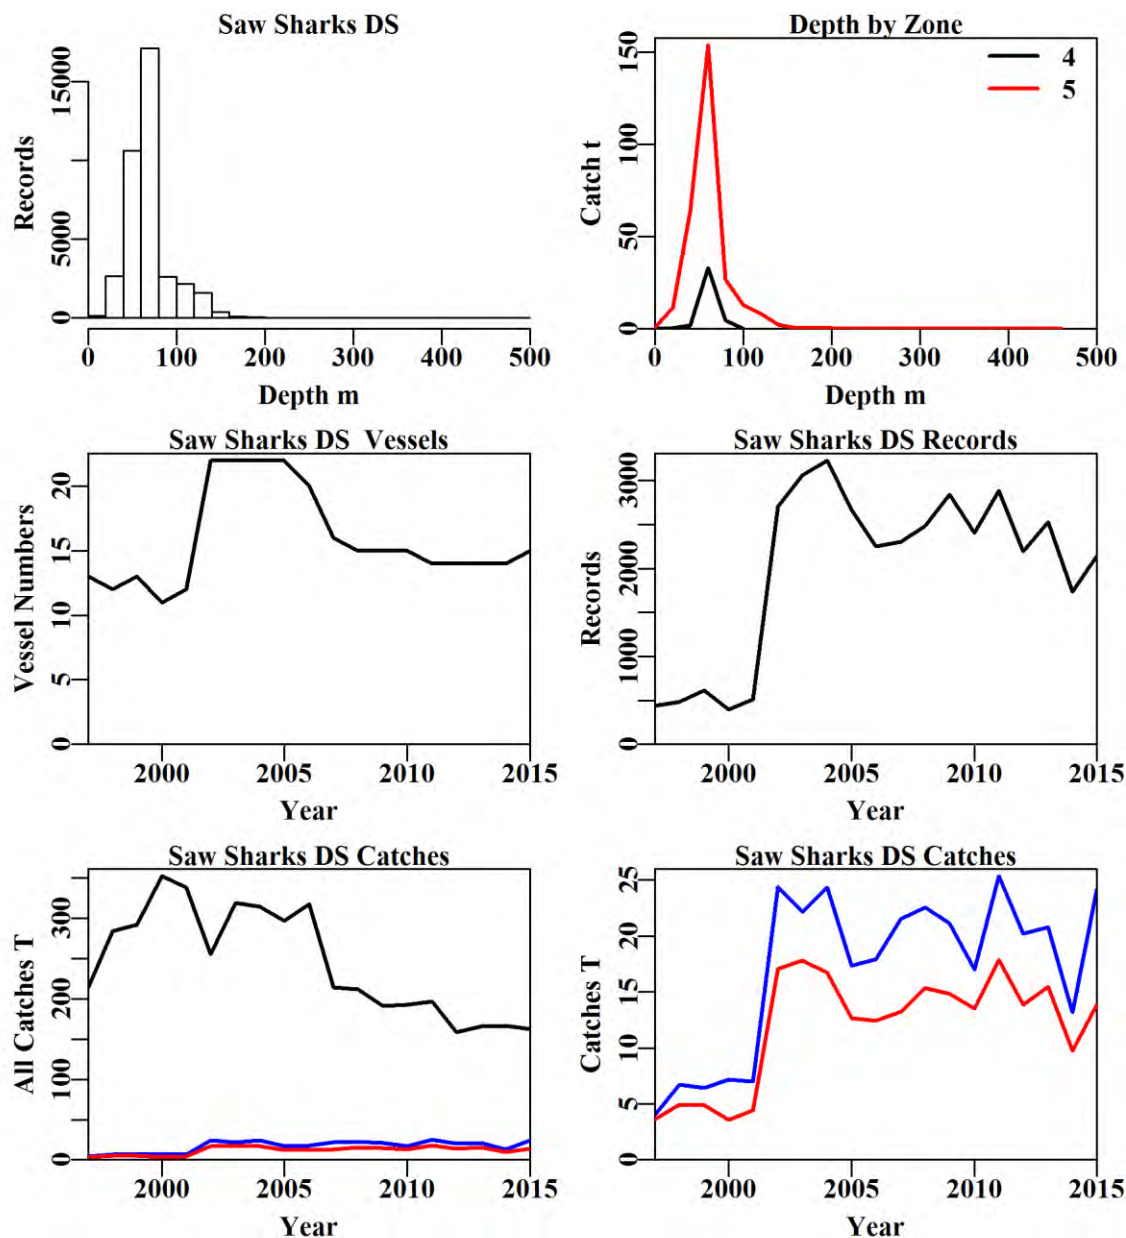 Saw Sharks DS
Records
0 5000 15000
0 100 200 300 400 500
Depth m
Depth by Zone
4
5
Catch t
0 50 100 150
0 100 200 300 400 500
Depth m
Saw Sharks DS Vessels
Vessel Numbers
0 5 10 15 20
2000 2005 2010 2015
Year
Saw Sharks DS Records
Records
0 1000 2000 3000
2000 2005 2010 2015
Year
Saw Sharks DS Catches
All Catches T
0 100 200 300
2000 2005 2010 2015
Year
Saw Sharks DS Catches
Catches T
0 5 10 15 20 25
2000 2005 2010 2015
Year